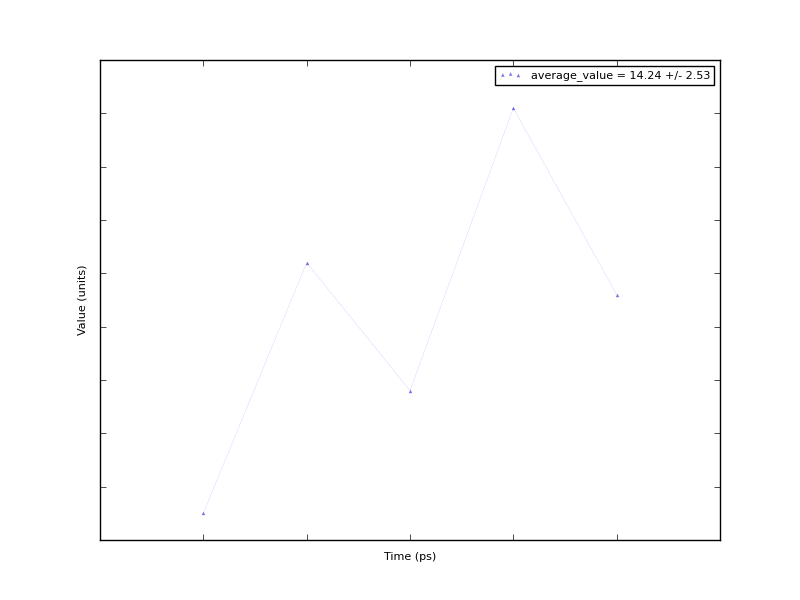 average_value = 14.24 +/- 2.53
Value (units)
Time (ps)